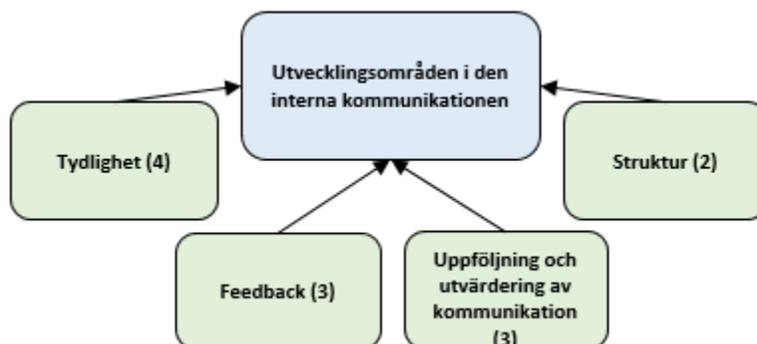 Utvecklingsområden i den
interna kommunikationen
Tydlighet (4)
Struktur (2)
Feedback (3)
Uppföljning och
utvärdering av
kommunikation
(3)